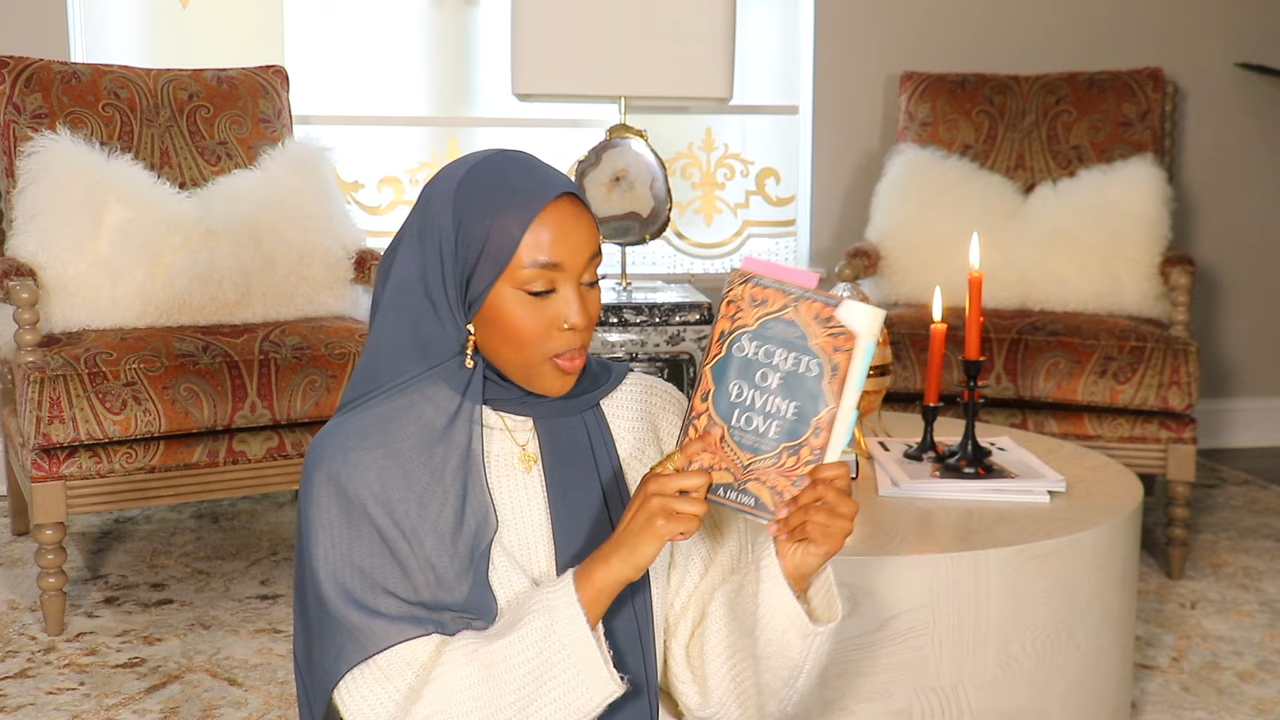 SECRETS
OF
DIVINE
LOVE
A. HELWA